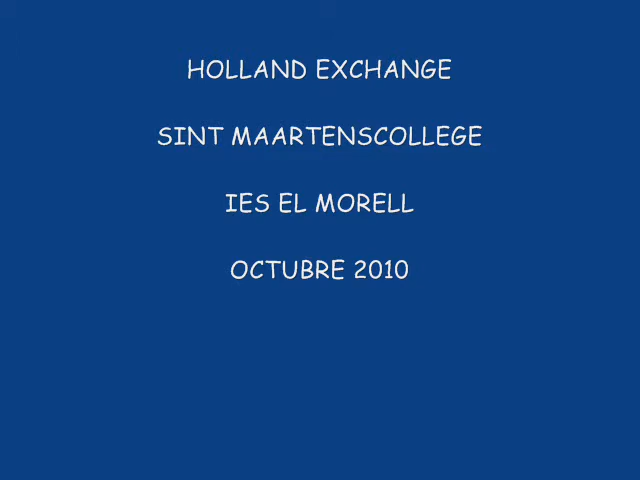 HOLLAND EXCHANGE
SINT MAARTENSCOLLEGE
IES EL MORELL
OCTUBRE 2010